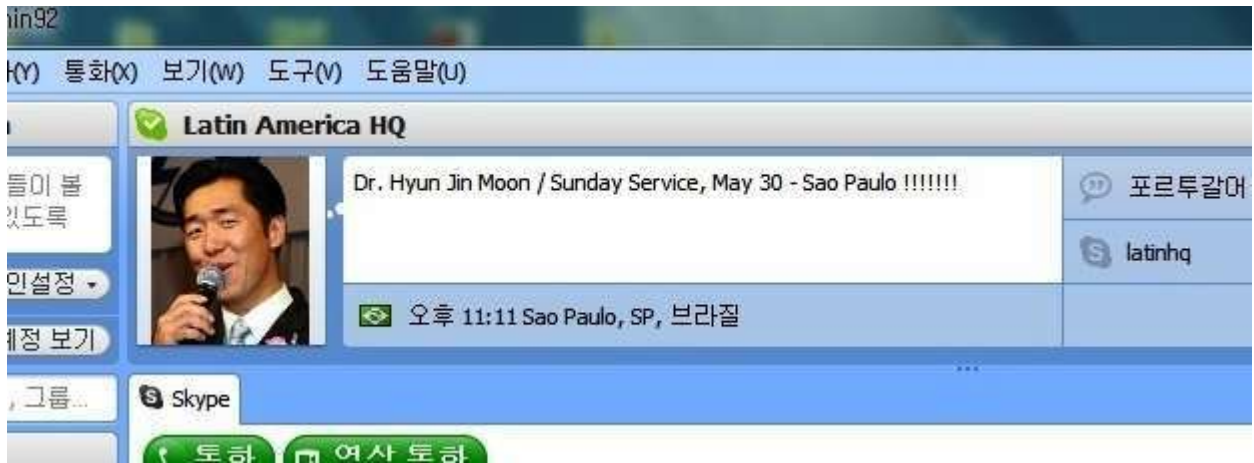 min92
(Y) 통화(X) 보기(W) 도구(V) 도움말(U)
Latin America HQ
들이 볼
있도록
Dr. Hyun Jin Moon / Sunday Service, May 30 - Sao Paulo !!!!!!!
포르투갈어
latinhq
인설정
계정 보기
오후 11:11 Sao Paulo, SP, 브라질
, 그룹...
Skype
통화 영상 통화